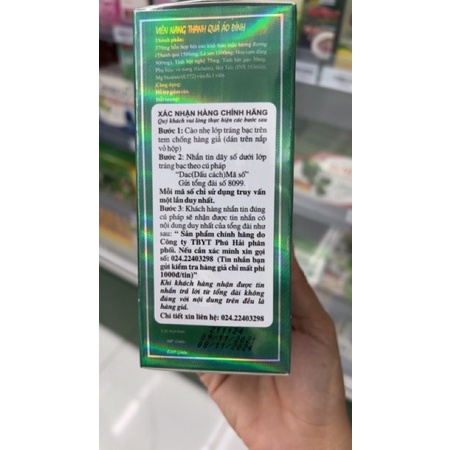 VIÊN NANG THANH QUẢ ÁO ĐỊNH
Thành phần:
XÁC NHẬN HÀNG CHÍNH HÃNG
Quý khách vui lòng thực hiện các bước sau
Bước 1: Cào nhẹ lớp tráng bạc trên
tem chống hàng giả (dán trên nắp
vỏ hộp)
Bước 2: Nhắn tin dãy số dưới lớp
tráng bạc theo cú pháp
"Dac(Dấu cách)Mã số"
Gửi tổng đài số 8099.
Mỗi mã số chỉ sử dụng truy vấn
một lần duy nhất.
Bước 3: Khách hàng nhắn tin đúng
cú pháp sẽ nhận được tin nhắn có
nội dung duy nhất của tổng đài như
sau: " Sản phẩm chính hãng do
Công ty TBYT Phú Hải phân
phối. Nếu cần xác minh xin gọi
số: 024.22403298 (Tin nhắn bạn
gửi kiểm tra hàng giả chỉ mất phí
1000đ/tin)"
Khi khách hàng nhận được tin
nhắn trả lời từ tổng đài không
đúng với nội dung trên đều là
hàng giả.
Chi tiết xin liên hệ: 024.22403298